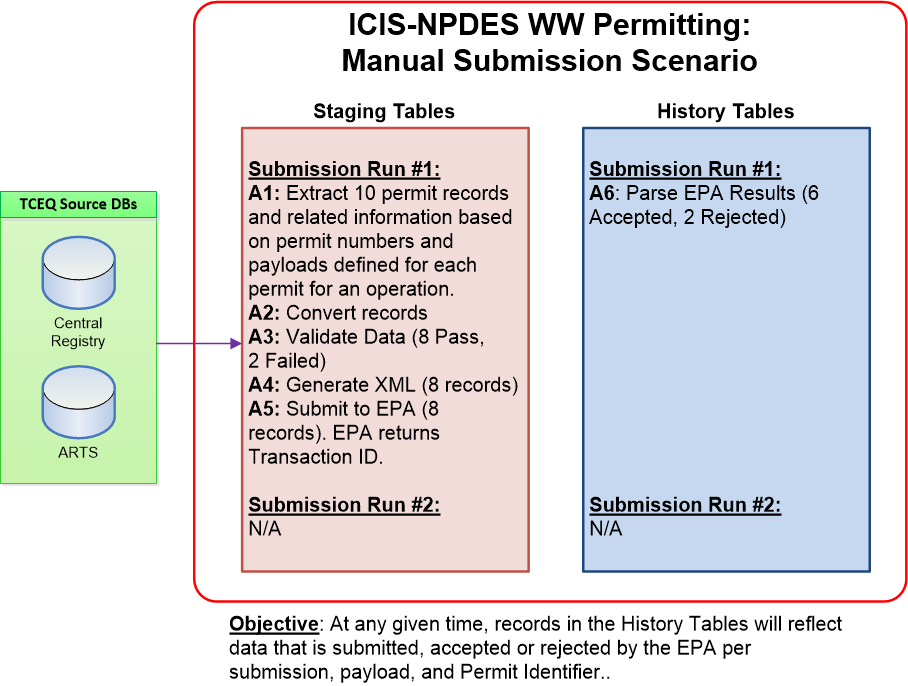 ICIS-NPDES WW Permitting:
Manual Submission Scenario
Staging Tables
History Tables
TCEQ Source DBs
Central
Registry
ARTS
Submission Run #1:
A1: Extract 10 permit records
and related information based
on permit numbers and
payloads defined for each
permit for an operation.
A2: Convert records
A3: Validate Data (8 Pass,
2 Failed)
A4: Generate XML (8 records)
A5: Submit to EPA (8
records). EPA returns
Transaction ID.
Submission Run #2:
N/A
Submission Run #1:
A6: Parse EPA Results (6
Accepted, 2 Rejected)
Submission Run #2:
N/A
Objective: At any given time, records in the History Tables will reflect
data that is submitted, accepted or rejected by the EPA per
submission, payload, and Permit Identifier..